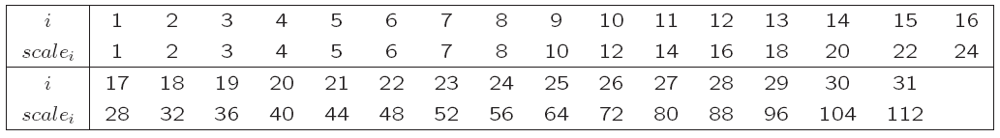 i 1 2 3 4 5 6 7 8 9 10 11 12 13 14 15 16
scale_i 1 2 3 4 5 6 7 8 10 12 14 16 18 20 22 24
i 17 18 19 20 21 22 23 24 25 26 27 28 29 30 31
scale_i 28 32 36 40 44 48 52 56 64 72 80 88 96 104 112